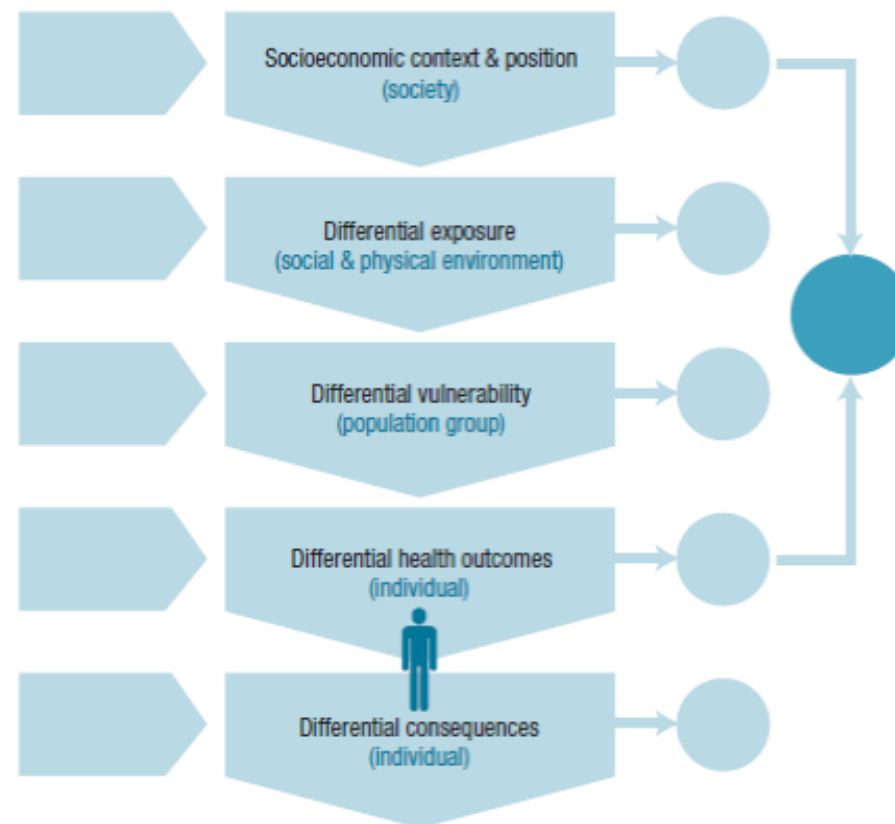 Socioeconomic context & position
(society)
Differential exposure
(social & physical environment)
Differential vulnerability
(population group)
Differential health outcomes
(individual)
Differential consequences
(individual)